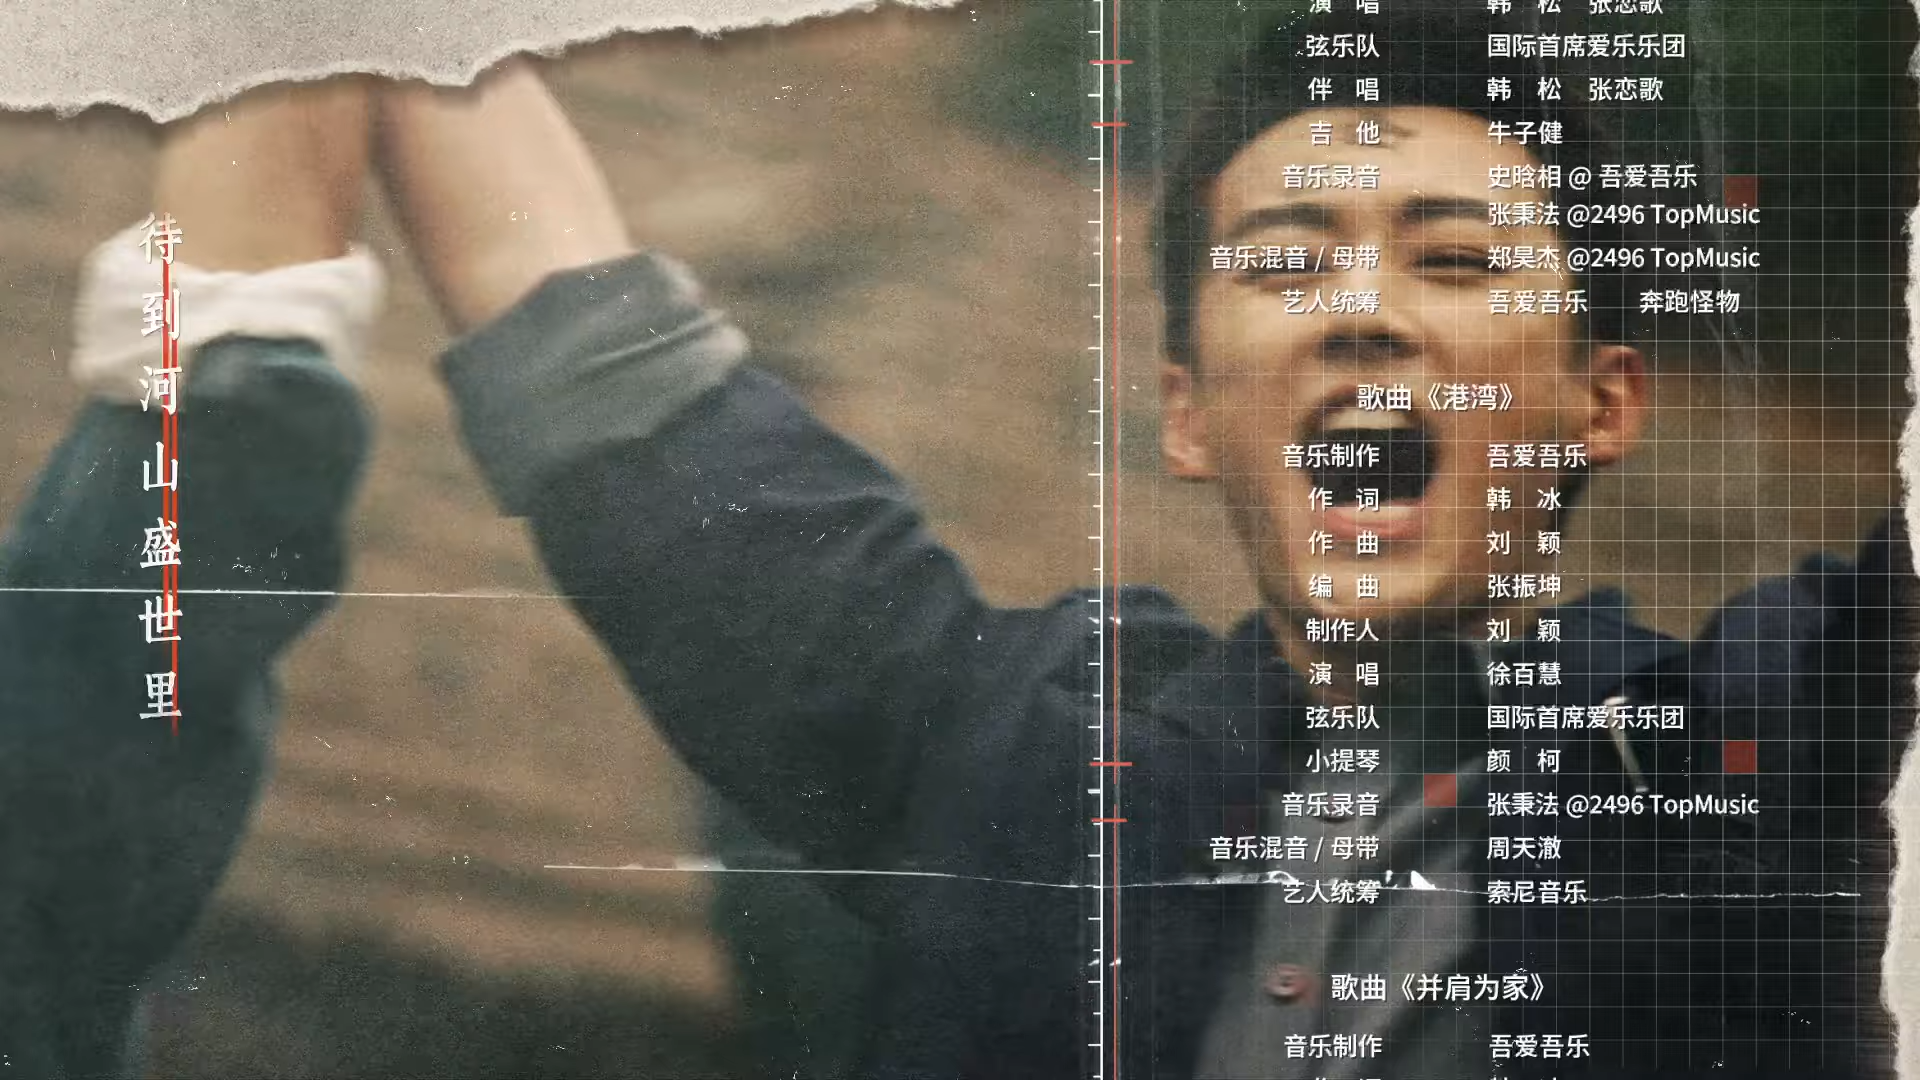 待到河山盛世里
演 唱 韩 松 张恋歌
弦乐队 国际首席爱乐乐团
伴 唱 韩 松 张恋歌
吉 他 牛子健
音乐录音 史晗相 @ 吾爱吾乐
张秉法 @2496 TopMusic
音乐混音 / 母带 郑昊杰 @2496 TopMusic
艺人统筹 吾爱吾乐 奔跑怪物
歌曲《港湾》
音乐制作 吾爱吾乐
作 词 韩 冰
作 曲 刘 颖
编 曲 张振坤
制作人 刘 颖
演 唱 徐百慧
弦乐队 国际首席爱乐乐团
小提琴 颜 柯
音乐录音 张秉法 @2496 TopMusic
音乐混音 / 母带 周天澈
艺人统筹 索尼音乐
歌曲《并肩为家》
音乐制作 吾爱吾乐